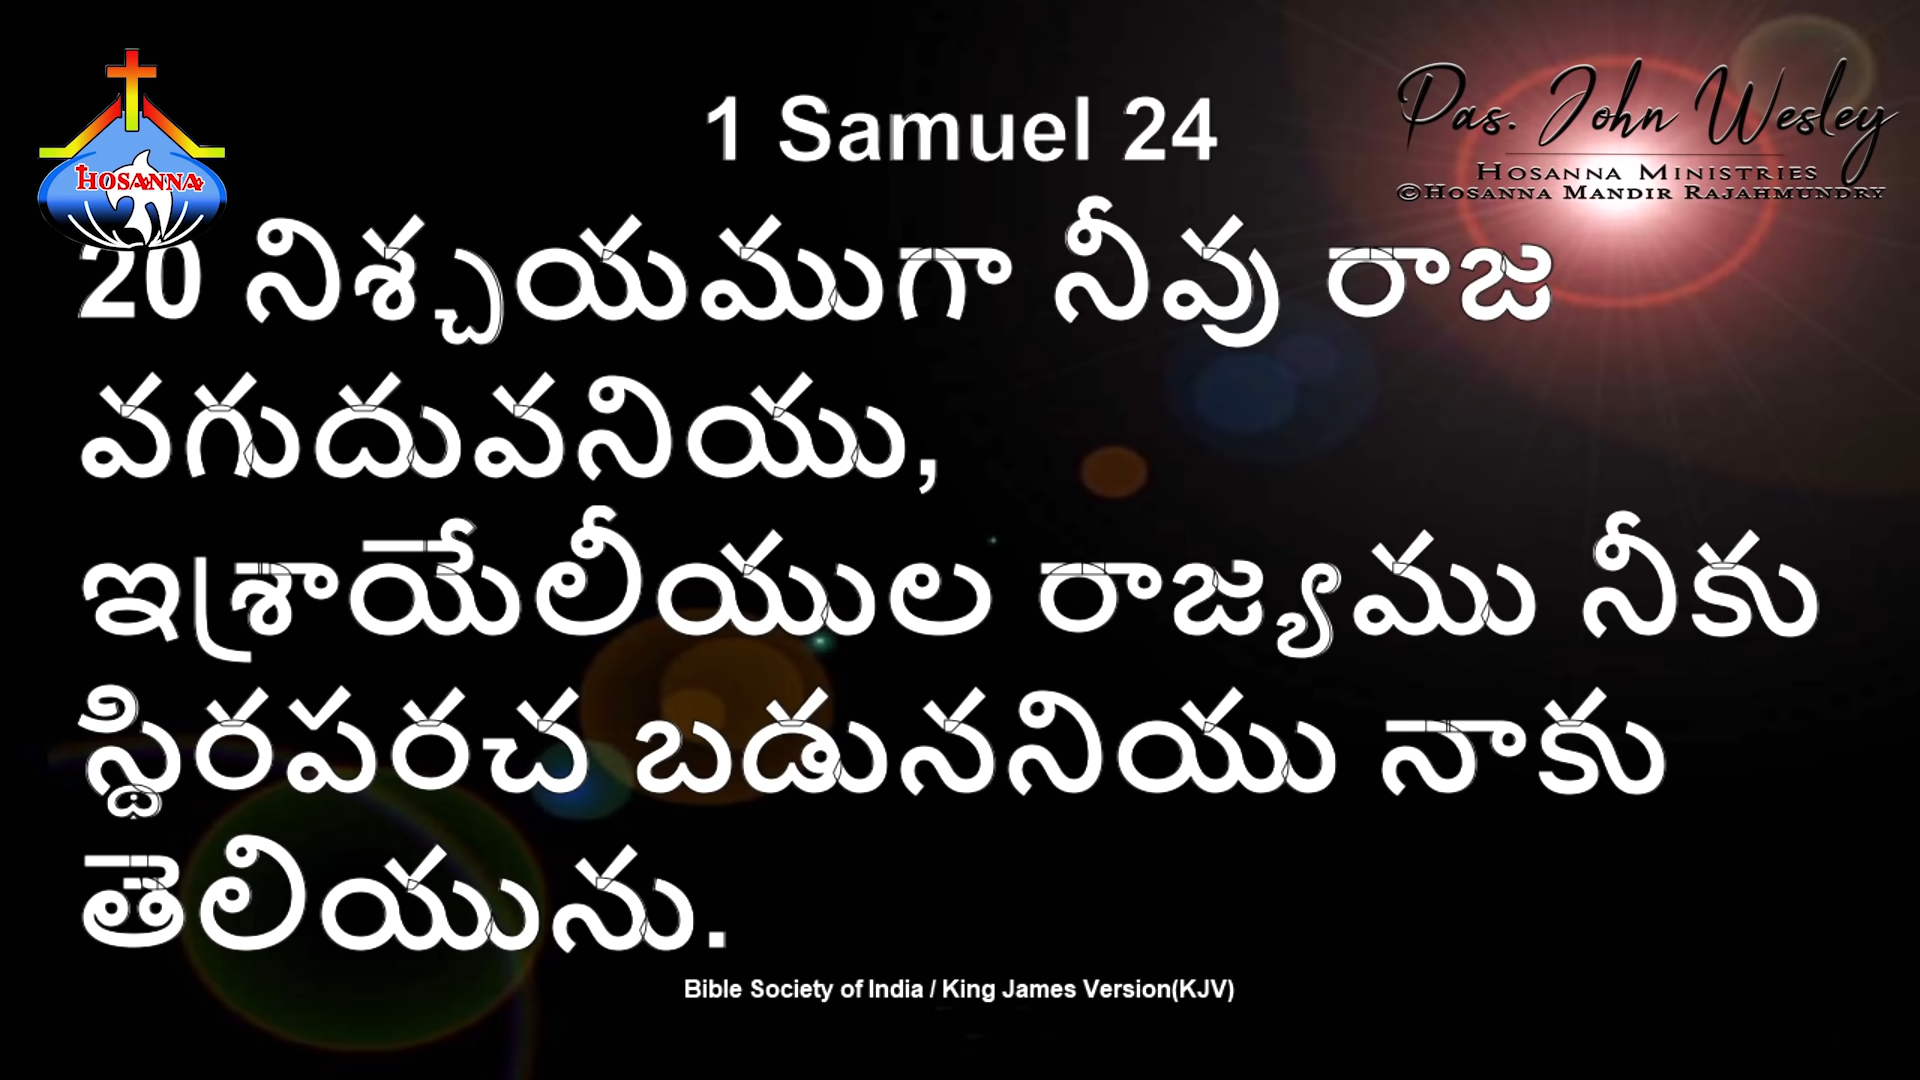 HOSANNA
1 Samuel 24
Pas. John Wesley
HOSANNA MINISTRIES
©HOSANNA MANDIR RAJAHMUNDRY
20 నిశ్చయముగా నీవు రాజ
వగుదువనియు,
ఇశ్రాయేలీయుల రాజ్యము నీకు
స్థిరపరచ బడుననియు నాకు
తెలియును.
Bible Society of India / King James Version(KJV)